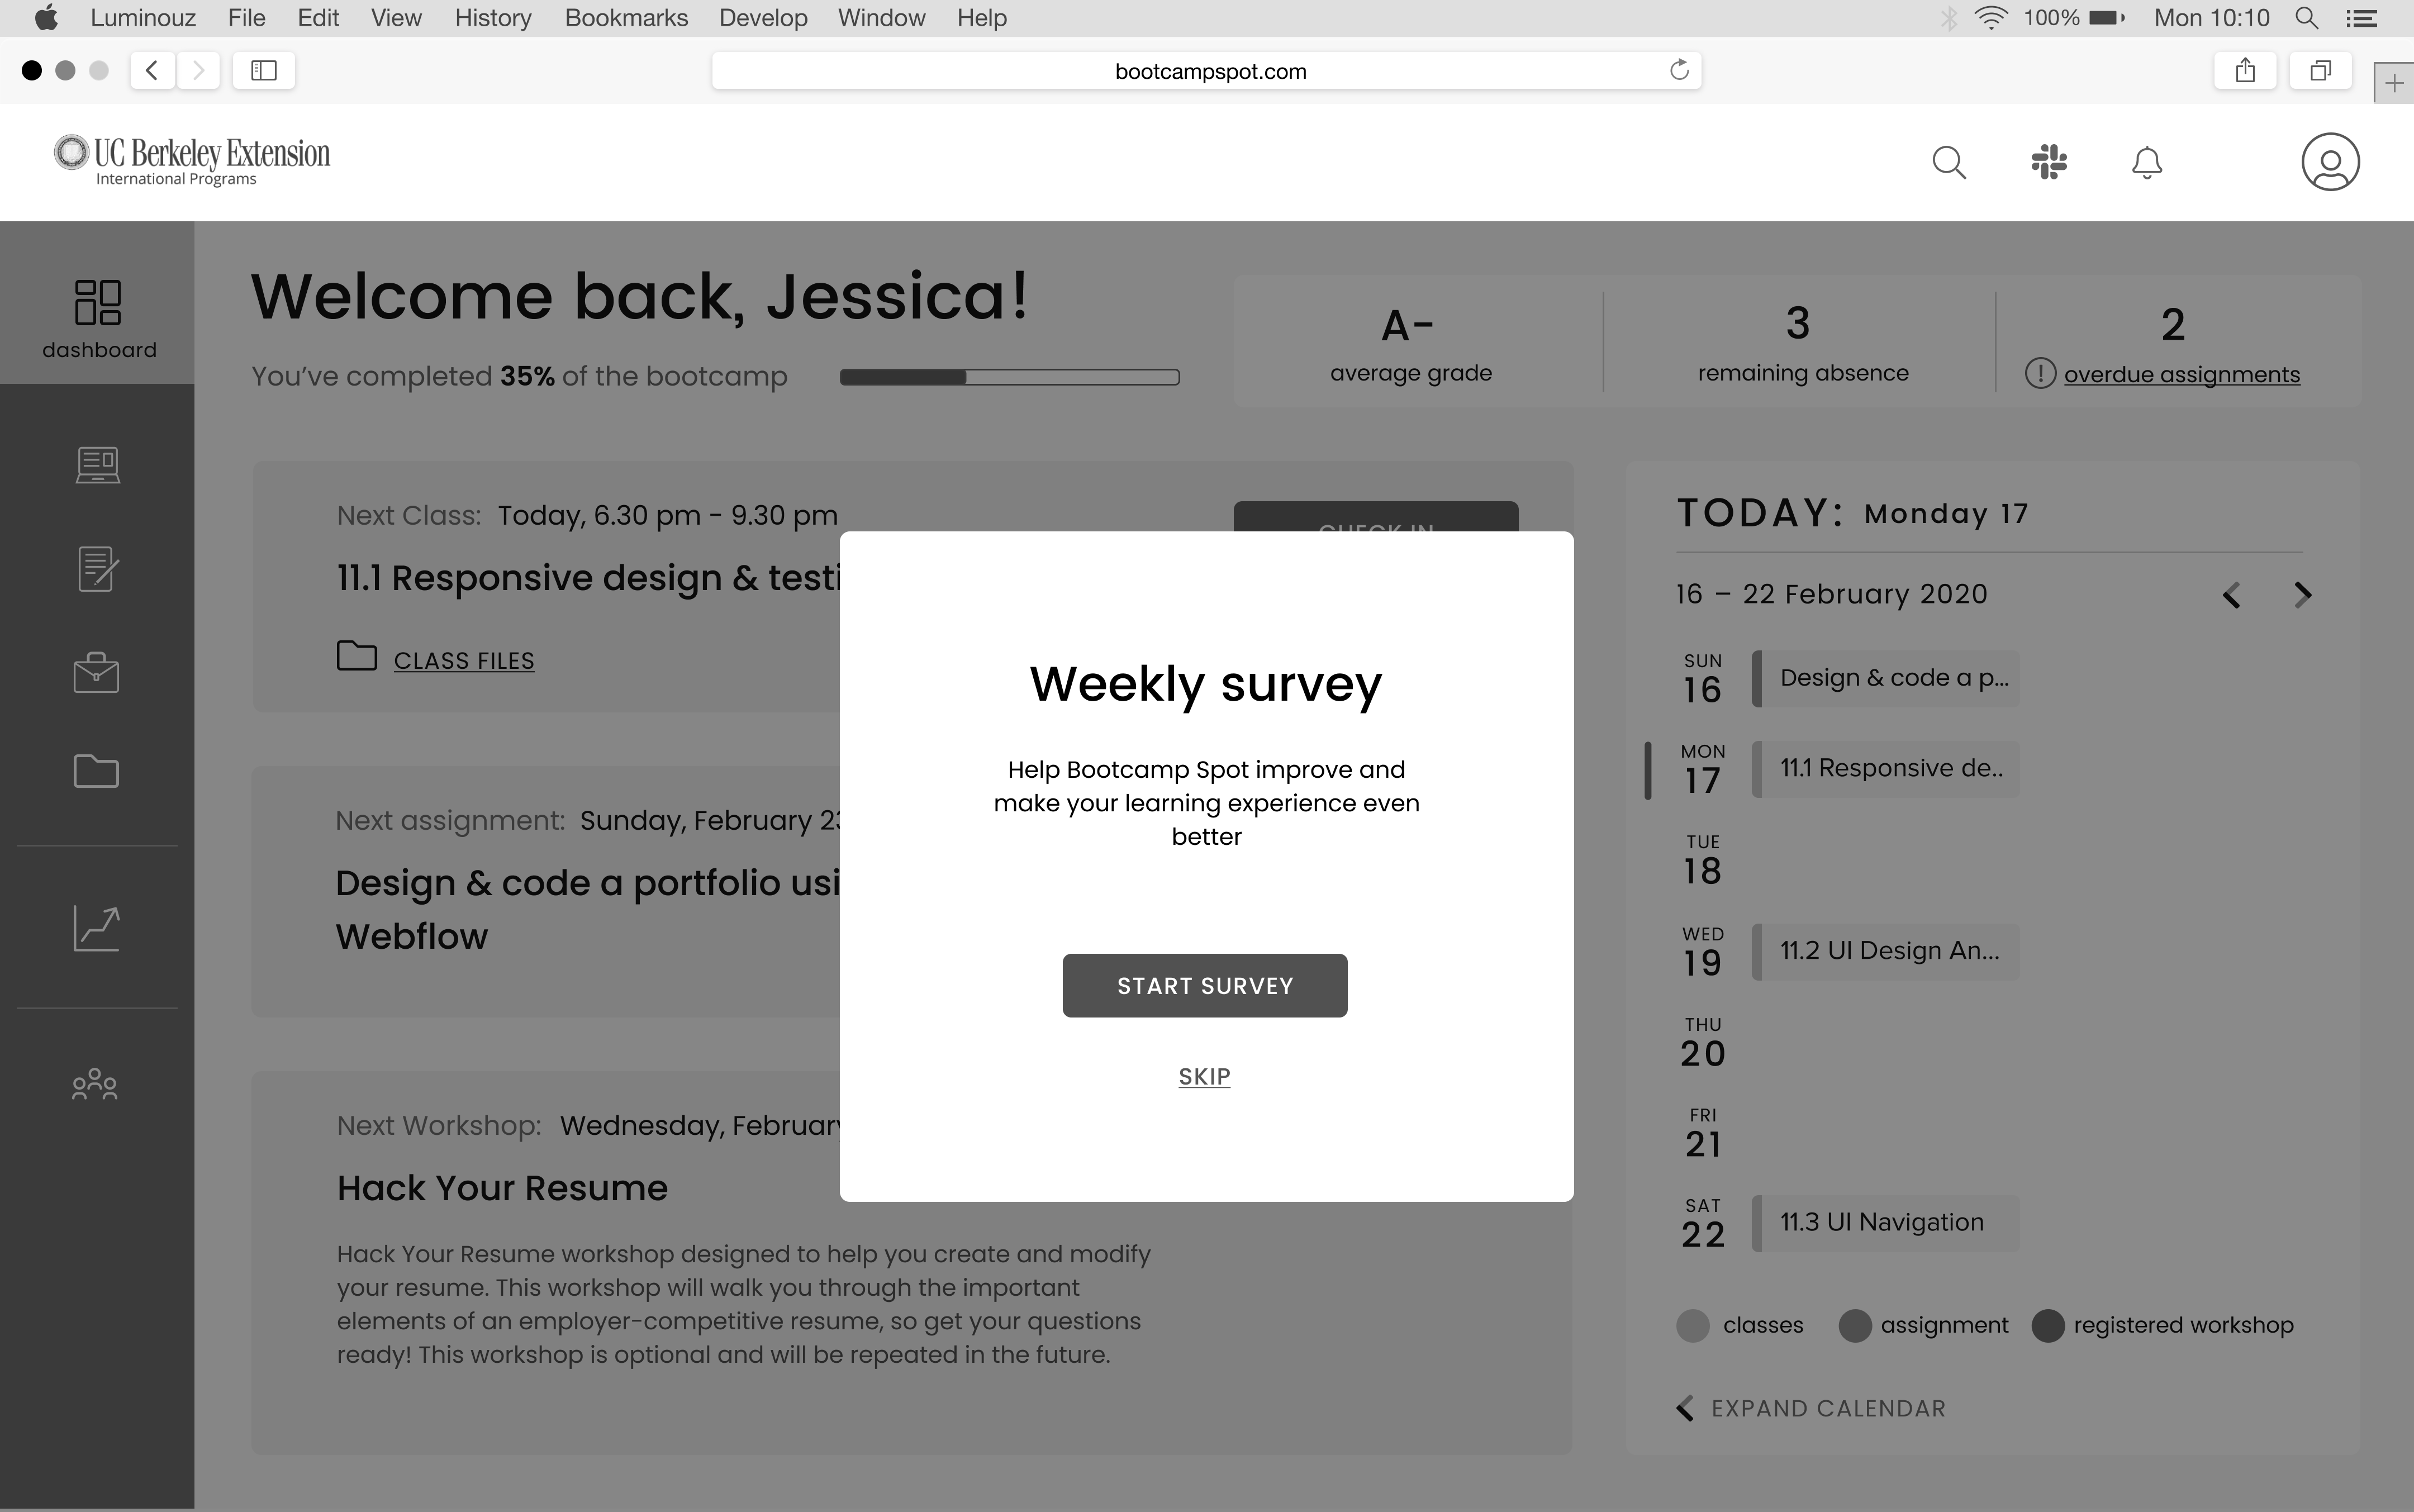 Luminouz File Edit View History Bookmarks Develop Window Help 100% Mon 10:10
bootcampspot.com
UC Berkeley Extension
International Programs
dashboard
Welcome back, Jessica!
You've completed 35% of the bootcamp
A-
average grade
3
remaining absence
2
! overdue assignments
Next Class: Today, 6.30 pm - 9.30 pm
CHECK IN
11.1 Responsive design & testi
CLASS FILES
Next assignment: Sunday, February 23
Design & code a portfolio usi
Webflow
Next Workshop: Wednesday, February
Hack Your Resume
Hack Your Resume workshop designed to help you create and modify
your resume. This workshop will walk you through the important
elements of an employer-competitive resume, so get your questions
ready! This workshop is optional and will be repeated in the future.
Weekly survey
Help Bootcamp Spot improve and
make your learning experience even
better
START SURVEY
SKIP
TODAY: Monday 17
16 – 22 February 2020
SUN
16
Design & code a p...
MON
17
11.1 Responsive de..
TUE
18
WED
19
11.2 UI Design An...
THU
20
FRI
21
SAT
22
11.3 UI Navigation
classes assignment registered workshop
EXPAND CALENDAR